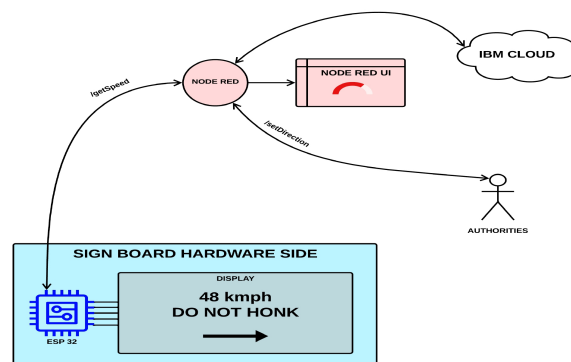 IBM CLOUD
NODE RED
NODE RED UI
/getSpeed
/setDirection
AUTHORITIES
SIGN BOARD HARDWARE SIDE
DISPLAY
48 kmph
DO NOT HONK
ESP 32